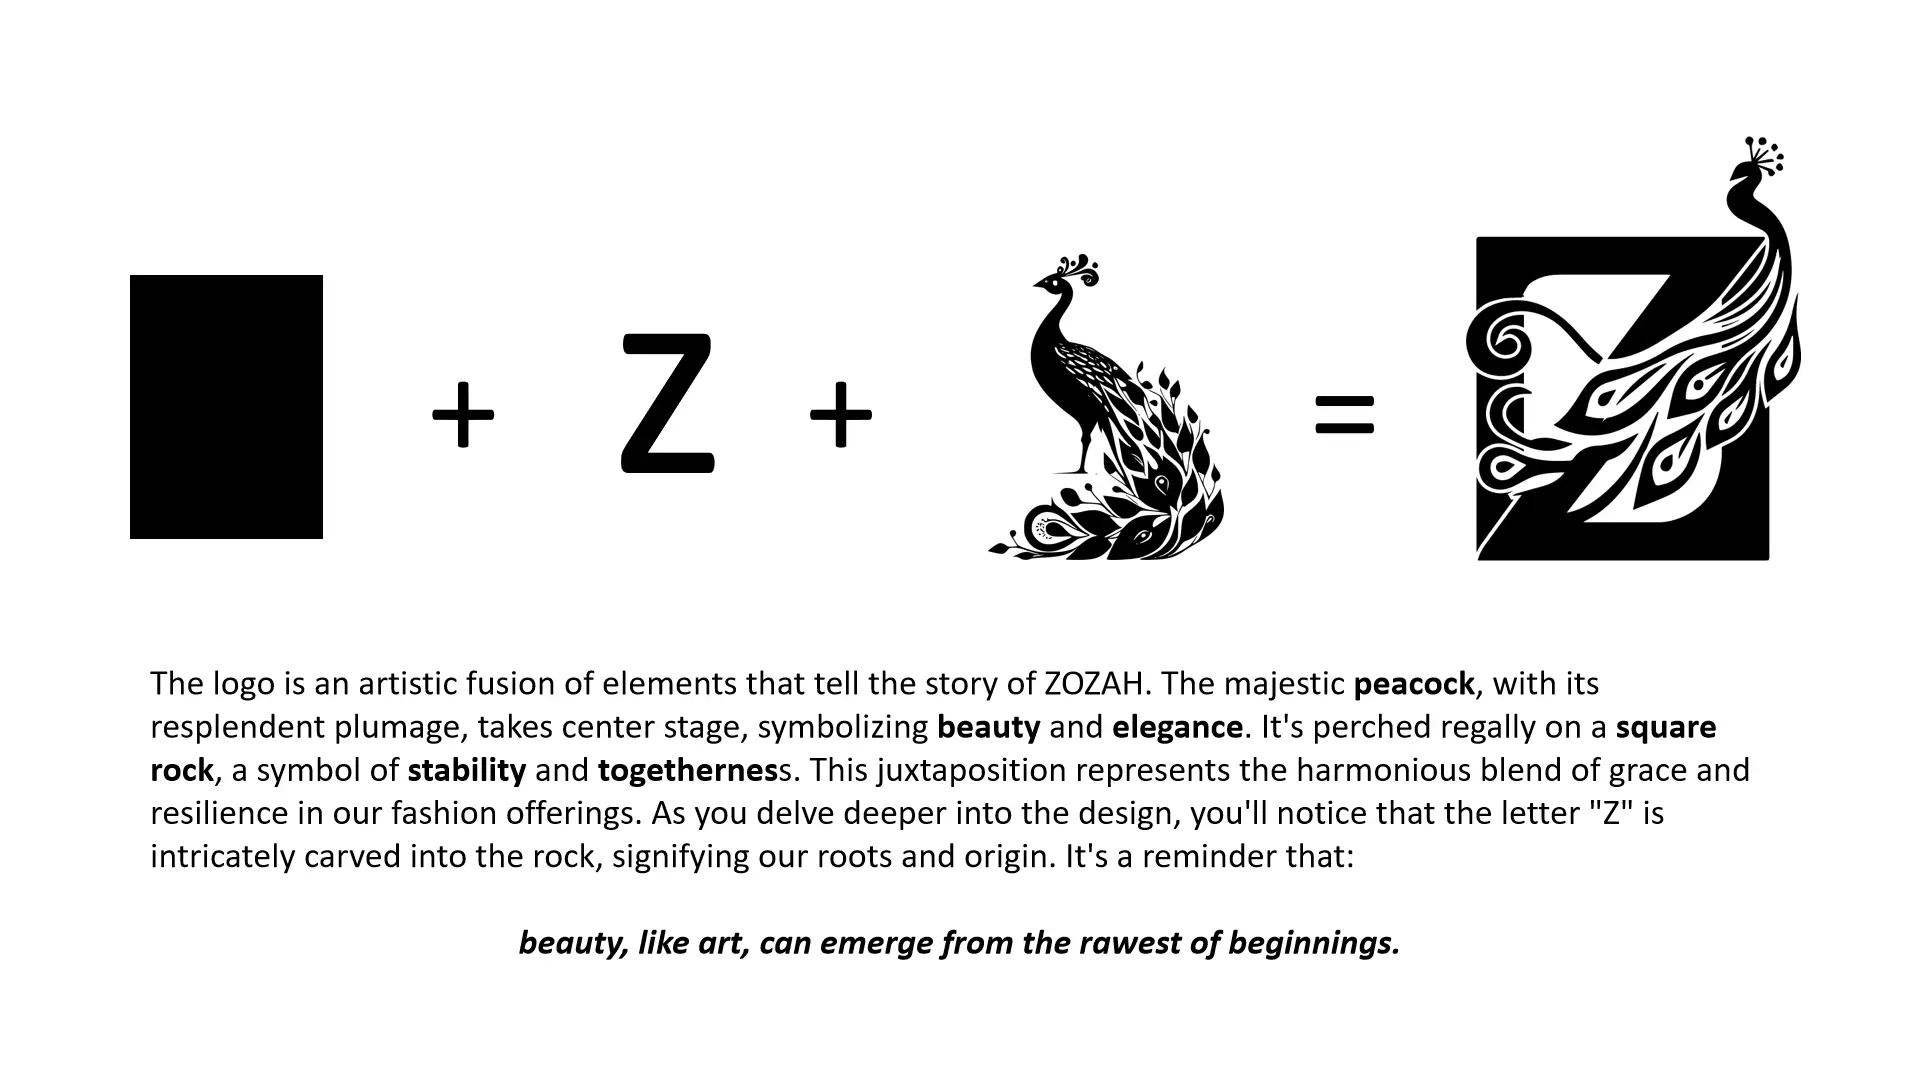 + Z + =
The logo is an artistic fusion of elements that tell the story of ZOZAH. The majestic peacock, with its
resplendent plumage, takes center stage, symbolizing beauty and elegance. It's perched regally on a square
rock, a symbol of stability and togetherness. This juxtaposition represents the harmonious blend of grace and
resilience in our fashion offerings. As you delve deeper into the design, you'll notice that the letter "Z" is
intricately carved into the rock, signifying our roots and origin. It's a reminder that:
beauty, like art, can emerge from the rawest of beginnings.